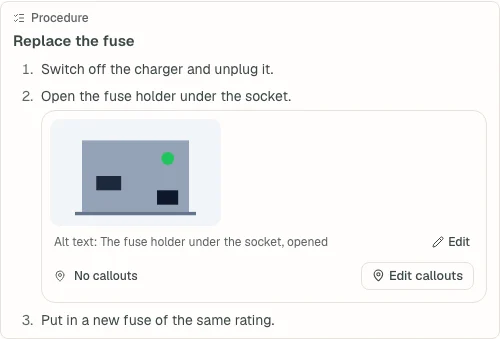 Procedure
Replace the fuse
1. Switch off the charger and unplug it.
2. Open the fuse holder under the socket.
Alt text: The fuse holder under the socket, opened
Edit
No callouts
Edit callouts
3. Put in a new fuse of the same rating.